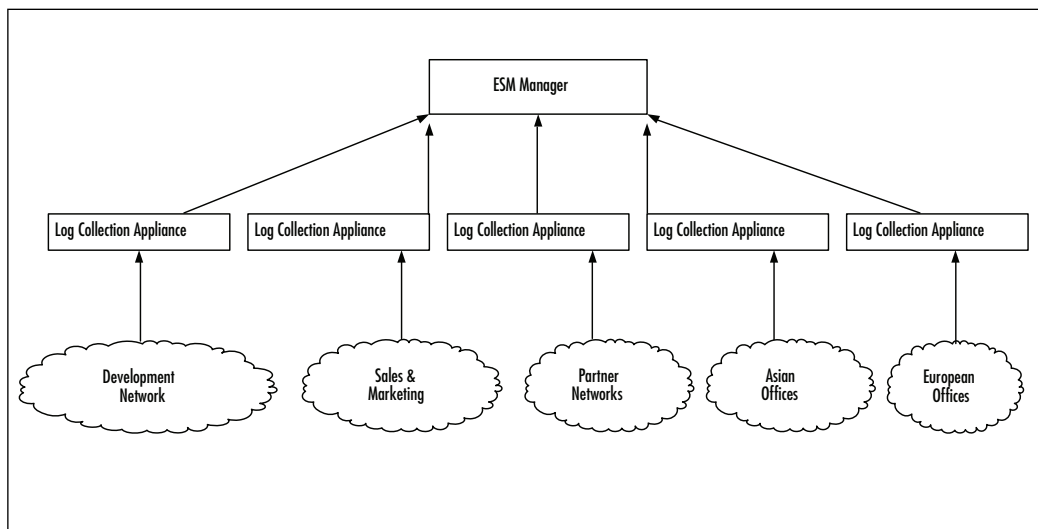 ESM Manager
Log Collection Appliance
Log Collection Appliance
Log Collection Appliance
Log Collection Appliance
Log Collection Appliance
Development
Network
Sales &
Marketing
Partner
Networks
Asian
Offices
European
Offices